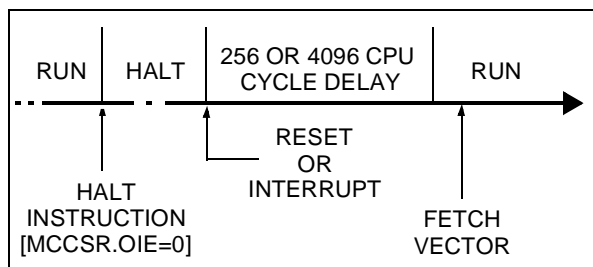 RUN
HALT
256 OR 4096 CPU
CYCLE DELAY
RUN
HALT
INSTRUCTION
[MCCSR.OIE=0]
RESET
OR
INTERRUPT
FETCH
VECTOR